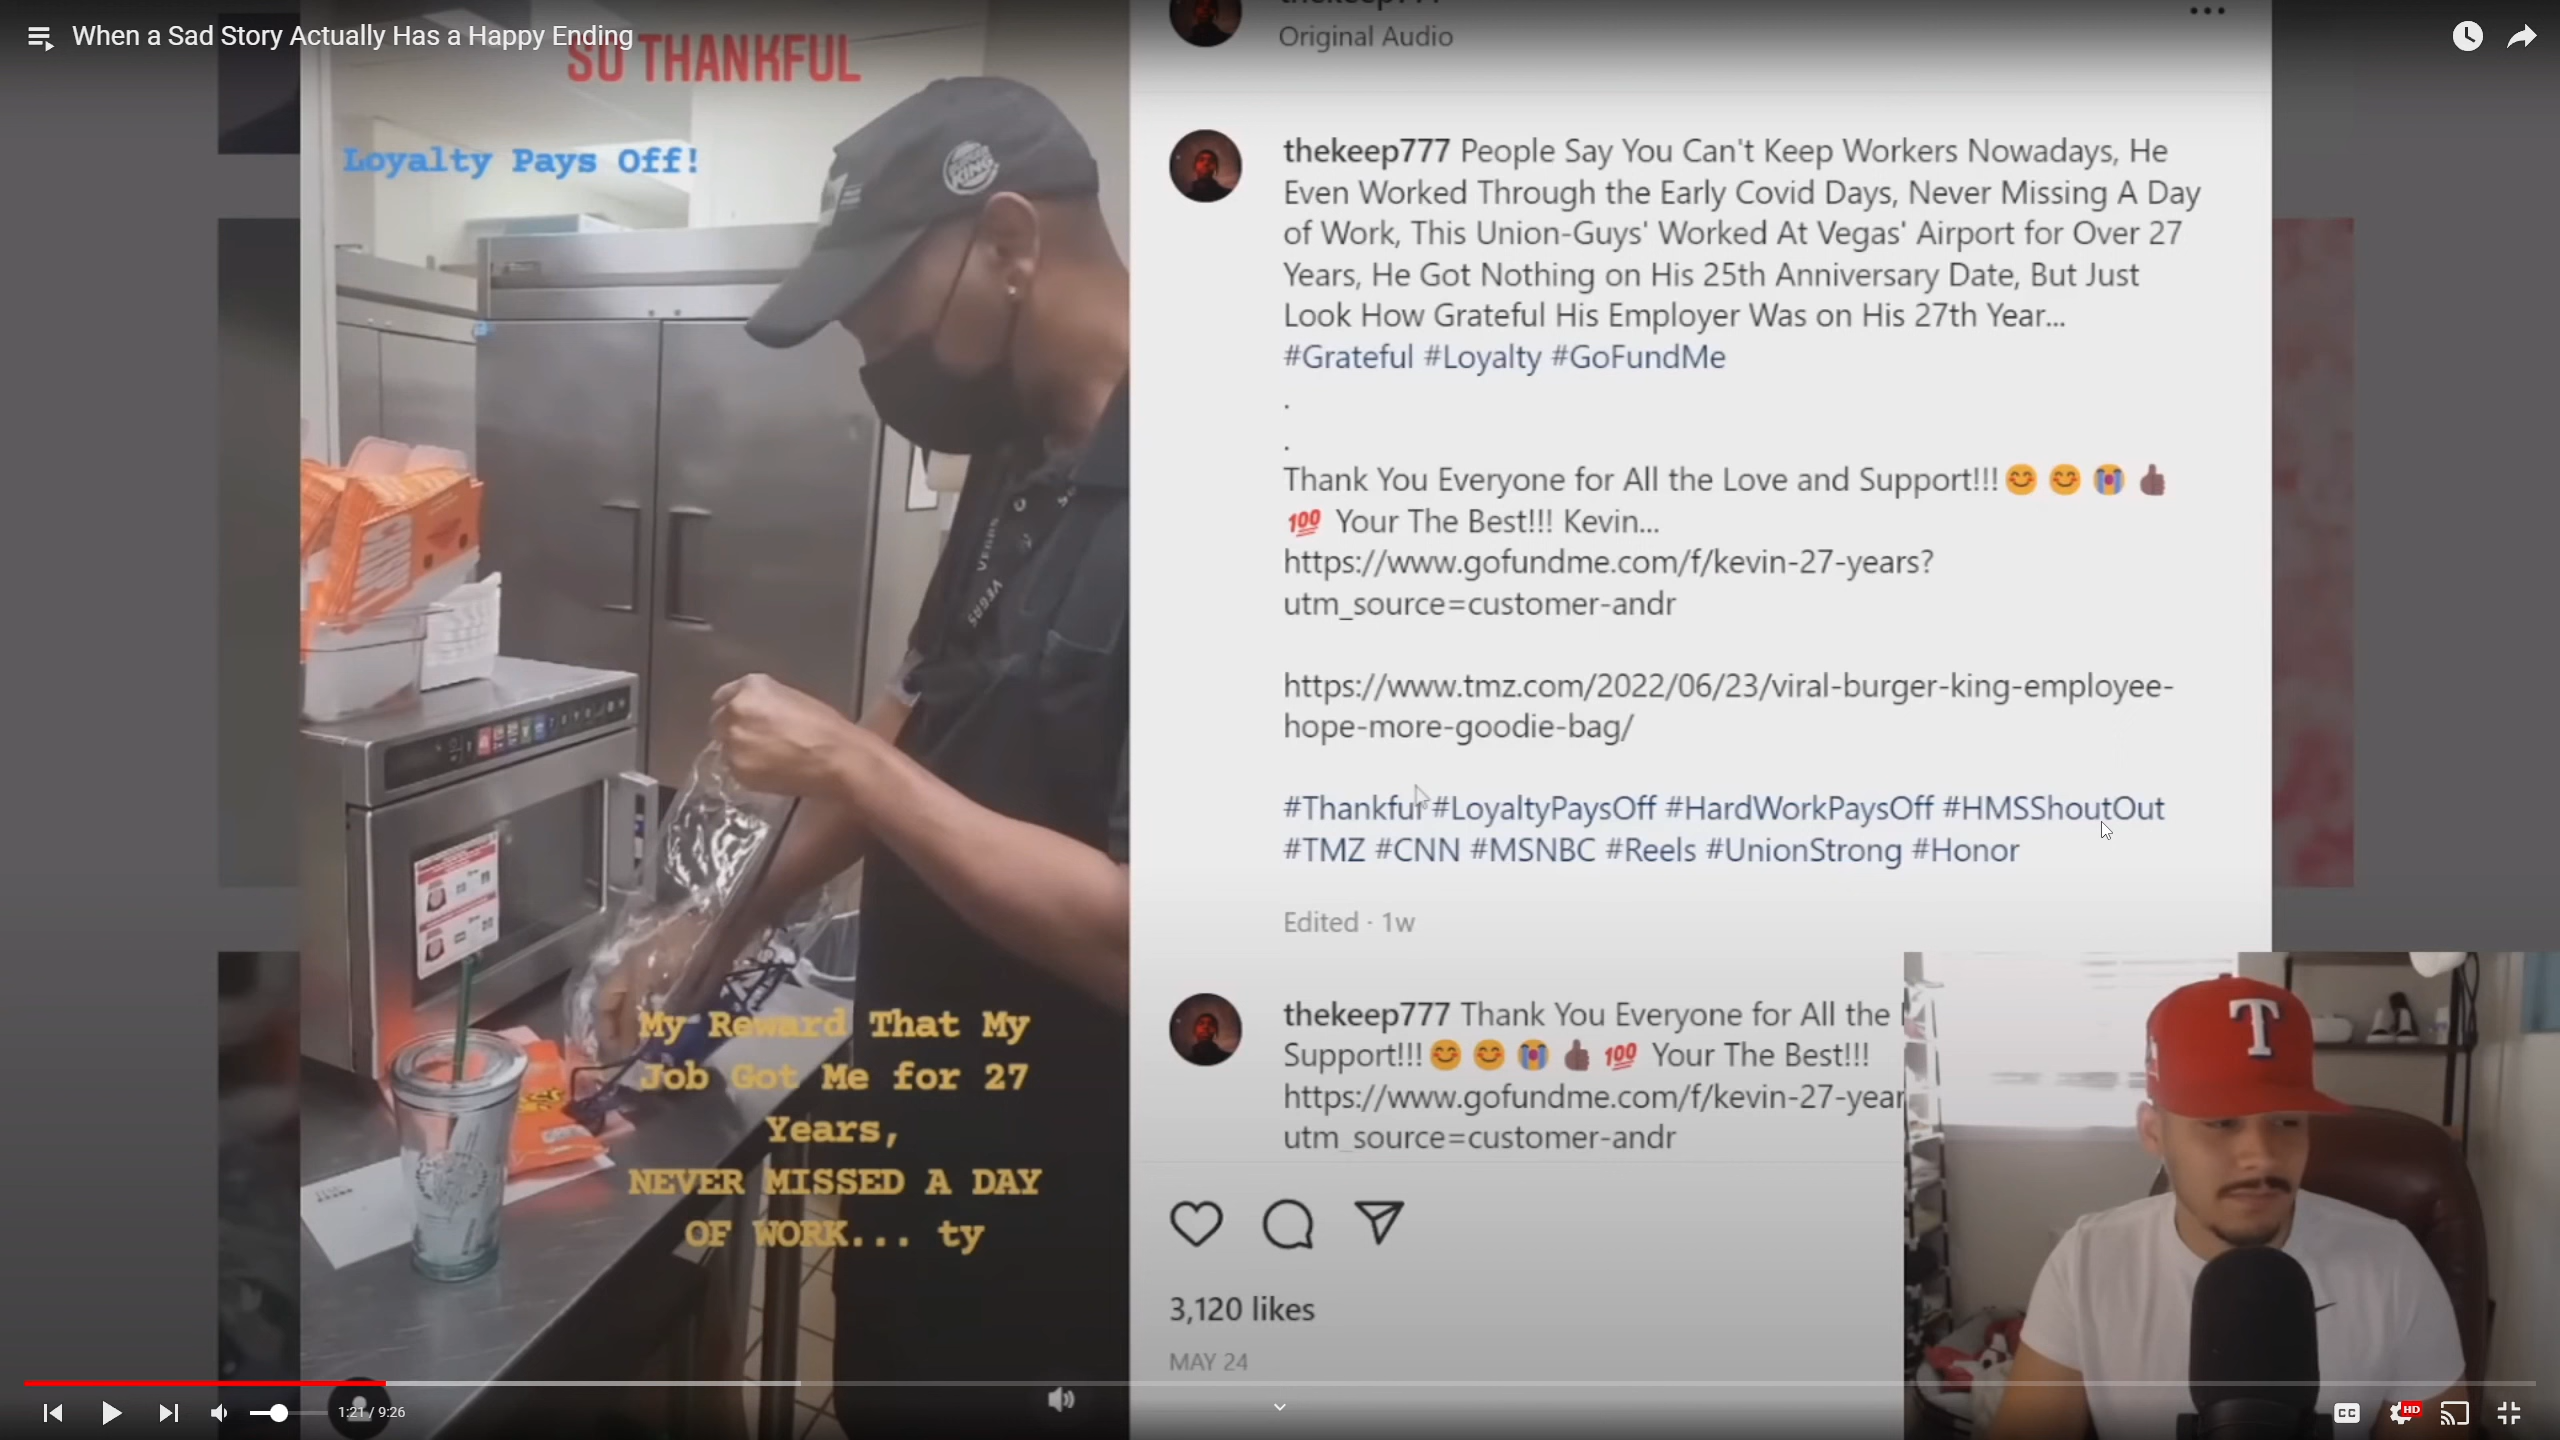 When a Sad Story Actually Has a Happy Ending
SO THANKFUL
Loyalty Pays Off!
BURGER
KING
VEGAS
VEGAS
My Reward That My
Job Got Me for 27
Years,
NEVER MISSED A DAY
OF WORK... ty
thekeep777
Original Audio
thekeep777 People Say You Can't Keep Workers Nowadays, He
Even Worked Through the Early Covid Days, Never Missing A Day
of Work, This Union-Guys' Worked At Vegas' Airport for Over 27
Years, He Got Nothing on His 25th Anniversary Date, But Just
Look How Grateful His Employer Was on His 27th Year...
#Grateful #Loyalty #GoFundMe
.
.
Thank You Everyone for All the Love and Support!!!😊 😊 😭 👍🏾
💯 Your The Best!!! Kevin...
https://www.gofundme.com/f/kevin-27-years?
utm_source=customer-andr
https://www.tmz.com/2022/06/23/viral-burger-king-employee-
hope-more-goodie-bag/
#Thankful #LoyaltyPaysOff #HardWorkPaysOff #HMSShoutOut
#TMZ #CNN #MSNBC #Reels #UnionStrong #Honor
Edited · 1w
thekeep777 Thank You Everyone for All the
Support!!!😊 😊 😭 👍🏾 💯 Your The Best!!!
https://www.gofundme.com/f/kevin-27-year
utm_source=customer-andr
3,120 likes
MAY 24
T
1:21 / 9:26
CC
HD